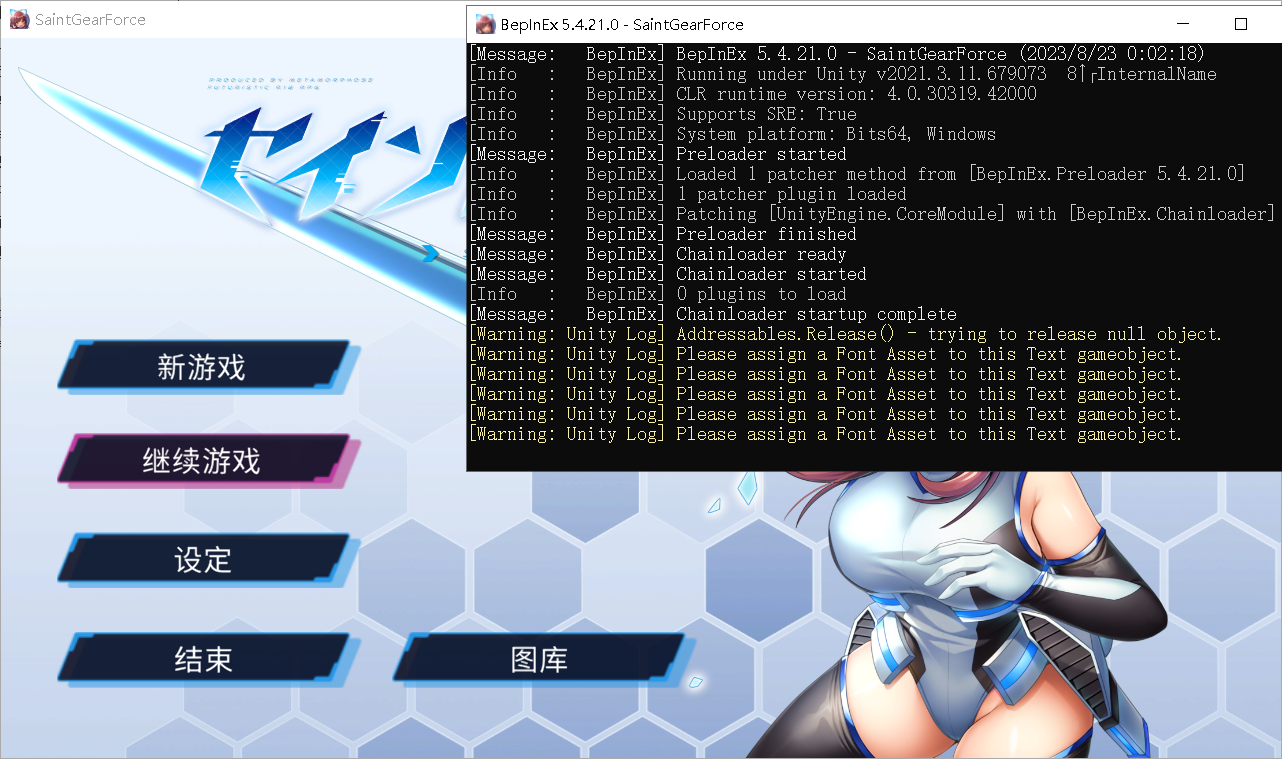 SaintGearForce
PRODUCED BY METAMORPHOSE
FUTURISTIC SIM RPG
セイン
新游戏
继续游戏
设定
结束
图库
BepInEx 5.4.21.0 - SaintGearForce
[Message:   BepInEx] BepInEx 5.4.21.0 - SaintGearForce (2023/8/23 0:02:18)
[Info   :   BepInEx] Running under Unity v2021.3.11.679073
[Info   :   BepInEx] CLR runtime version: 4.0.30319.42000
[Info   :   BepInEx] Supports SRE: True
[Info   :   BepInEx] System platform: Bits64, Windows
[Message:   BepInEx] Preloader started
[Info   :   BepInEx] Loaded 1 patcher method from [BepInEx.Preloader 5.4.21.0]
[Info   :   BepInEx] 1 patcher plugin loaded
[Info   :   BepInEx] Patching [UnityEngine.CoreModule] with [BepInEx.Chainloader]
[Message:   BepInEx] Preloader finished
[Message:   BepInEx] Chainloader ready
[Message:   BepInEx] Chainloader started
[Info   :   BepInEx] 0 plugins to load
[Message:   BepInEx] Chainloader startup complete
[Warning: Unity Log] Addressables.Release() - trying to release null object.
[Warning: Unity Log] Please assign a Font Asset to this Text gameobject.
[Warning: Unity Log] Please assign a Font Asset to this Text gameobject.
[Warning: Unity Log] Please assign a Font Asset to this Text gameobject.
[Warning: Unity Log] Please assign a Font Asset to this Text gameobject.
[Warning: Unity Log] Please assign a Font Asset to this Text gameobject.